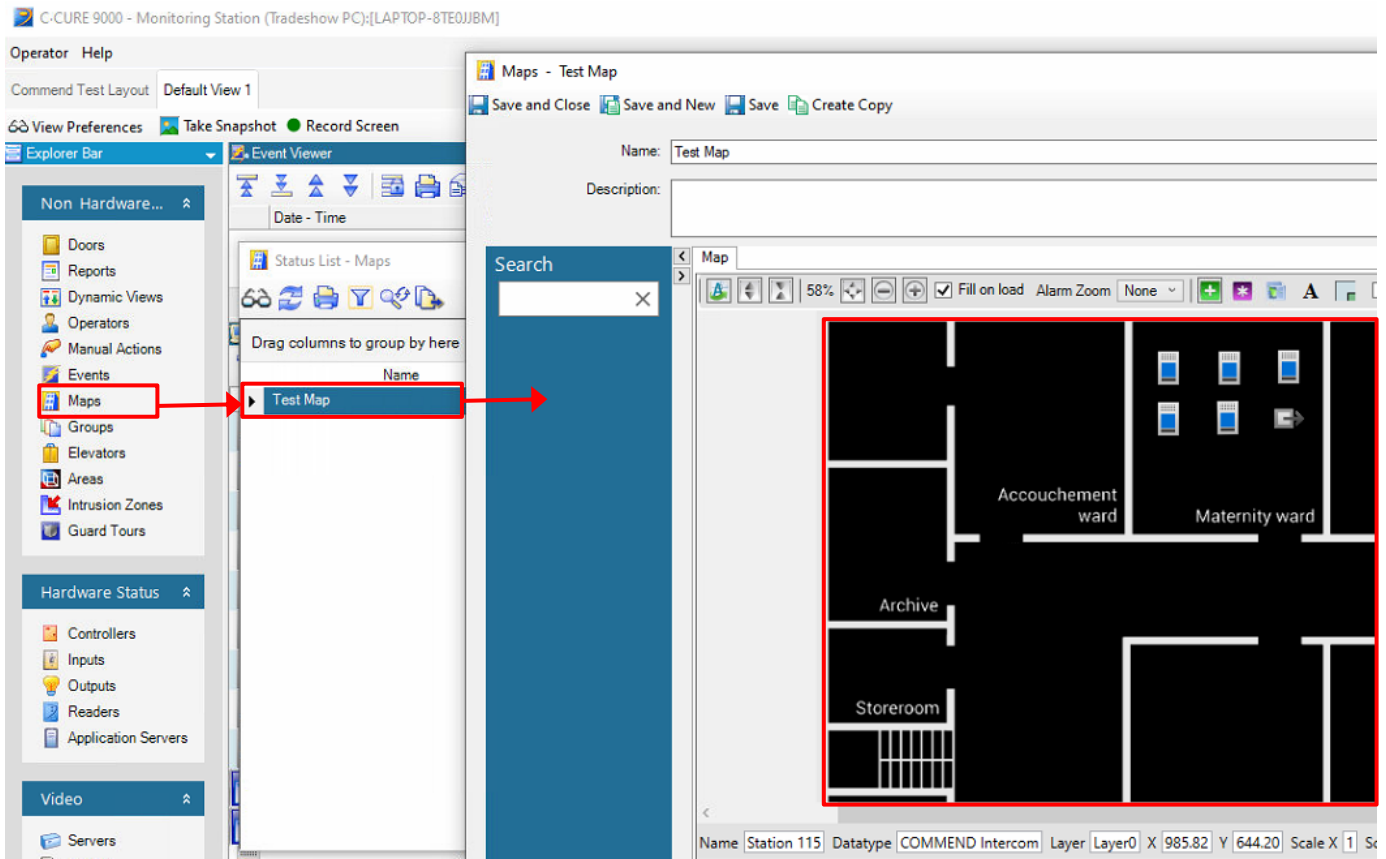 C•CURE 9000 - Monitoring Station (Tradeshow PC):[LAPTOP-8TE0JJBM]
Operator Help
Commend Test Layout Default View 1
View Preferences Take Snapshot Record Screen
Explorer Bar
Non Hardware...
Doors
Reports
Dynamic Views
Operators
Manual Actions
Events
Maps
Groups
Elevators
Areas
Intrusion Zones
Guard Tours
Hardware Status
Controllers
Inputs
Outputs
Readers
Application Servers
Video
Servers
Event Viewer
Date - Time
Status List - Maps
Drag columns to group by here
Name
Test Map
Maps - Test Map
Save and Close Save and New Save Create Copy
Name: Test Map
Description:
Search
Map
58% Fill on load Alarm Zoom None A
Accouchement
ward
Maternity ward
Archive
Storeroom
Name Station 115 Datatype COMMEND Intercom Layer Layer0 X 985.82 Y 644.20 Scale X 1